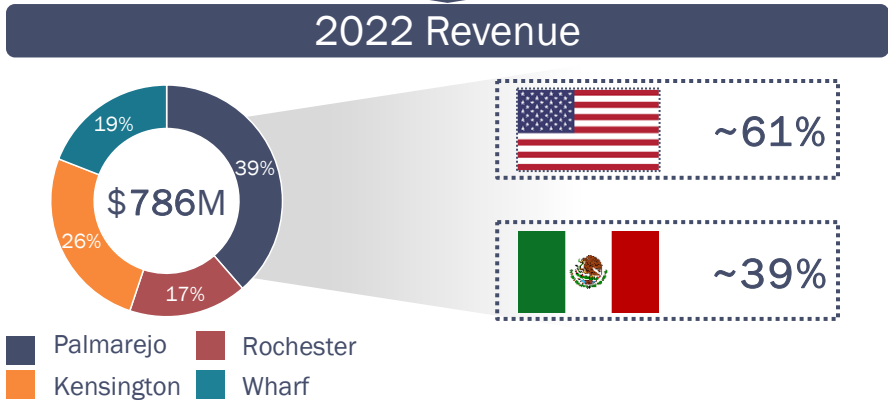 2022 Revenue
19%
39%
$786M
26%
17%
~61%
~39%
Palmarejo
Rochester
Kensington
Wharf